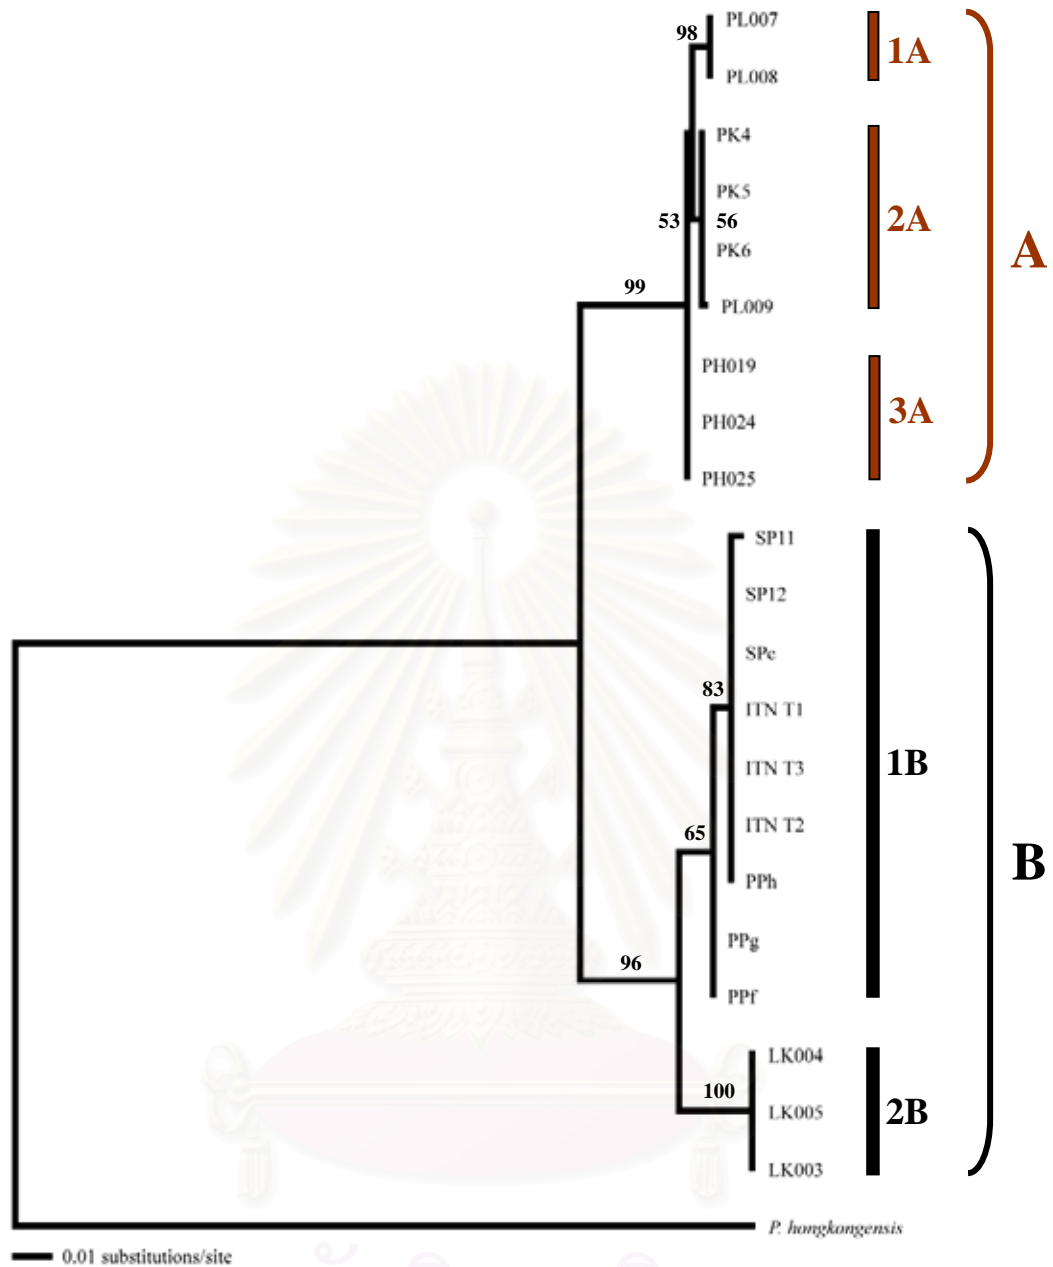 PL007
98
1A
PL008
PK4
PK5
2A
53
56
PK6
A
99
PL009
PH019
3A
PH024
PH025
SP11
SP12
SPc
83
ITN T1
1B
ITN T3
65
ITN T2
B
PPh
PPg
96
PPf
LK004
100
LK005
2B
LK003
P. hongkongensis
0.01 substitutions/site